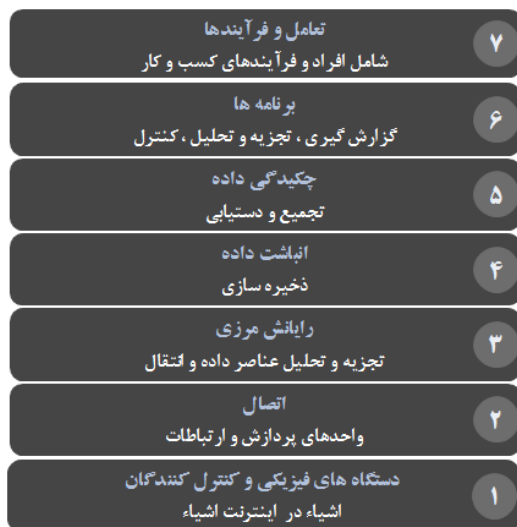 ۷
تعامل و فرآیندها
شامل افراد و فرآیندهای کسب و کار
۶
برنامه ها
گزارش گیری ، تجزیه و تحلیل ، کنترل
۵
چکیدگی داده
تجمیع و دستیابی
۴
انباشت داده
ذخیره سازی
۳
رایانش مرزی
تجزیه و تحلیل عناصر داده و انتقال
۲
اتصال
واحدهای پردازش و ارتباطات
۱
دستگاه های فیزیکی و کنترل کنندگان
اشیاء در اینترنت اشیاء